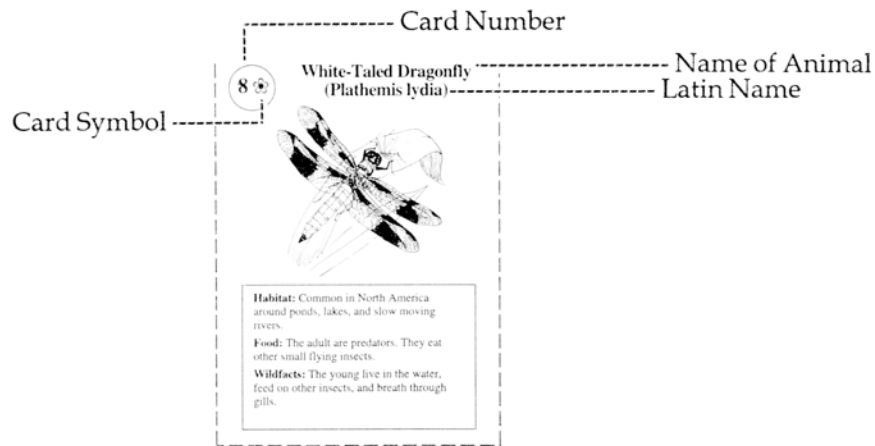 Card Number
Name of Animal
Latin Name
Card Symbol
8
White-Taled Dragonfly
(Plathemis lydia)
Habitat: Common in North America
around ponds, lakes, and slow moving
rivers.
Food: The adult are predators. They eat
other small flying insects.
Wildfacts: The young live in the water,
feed on other insects, and breath through
gills.